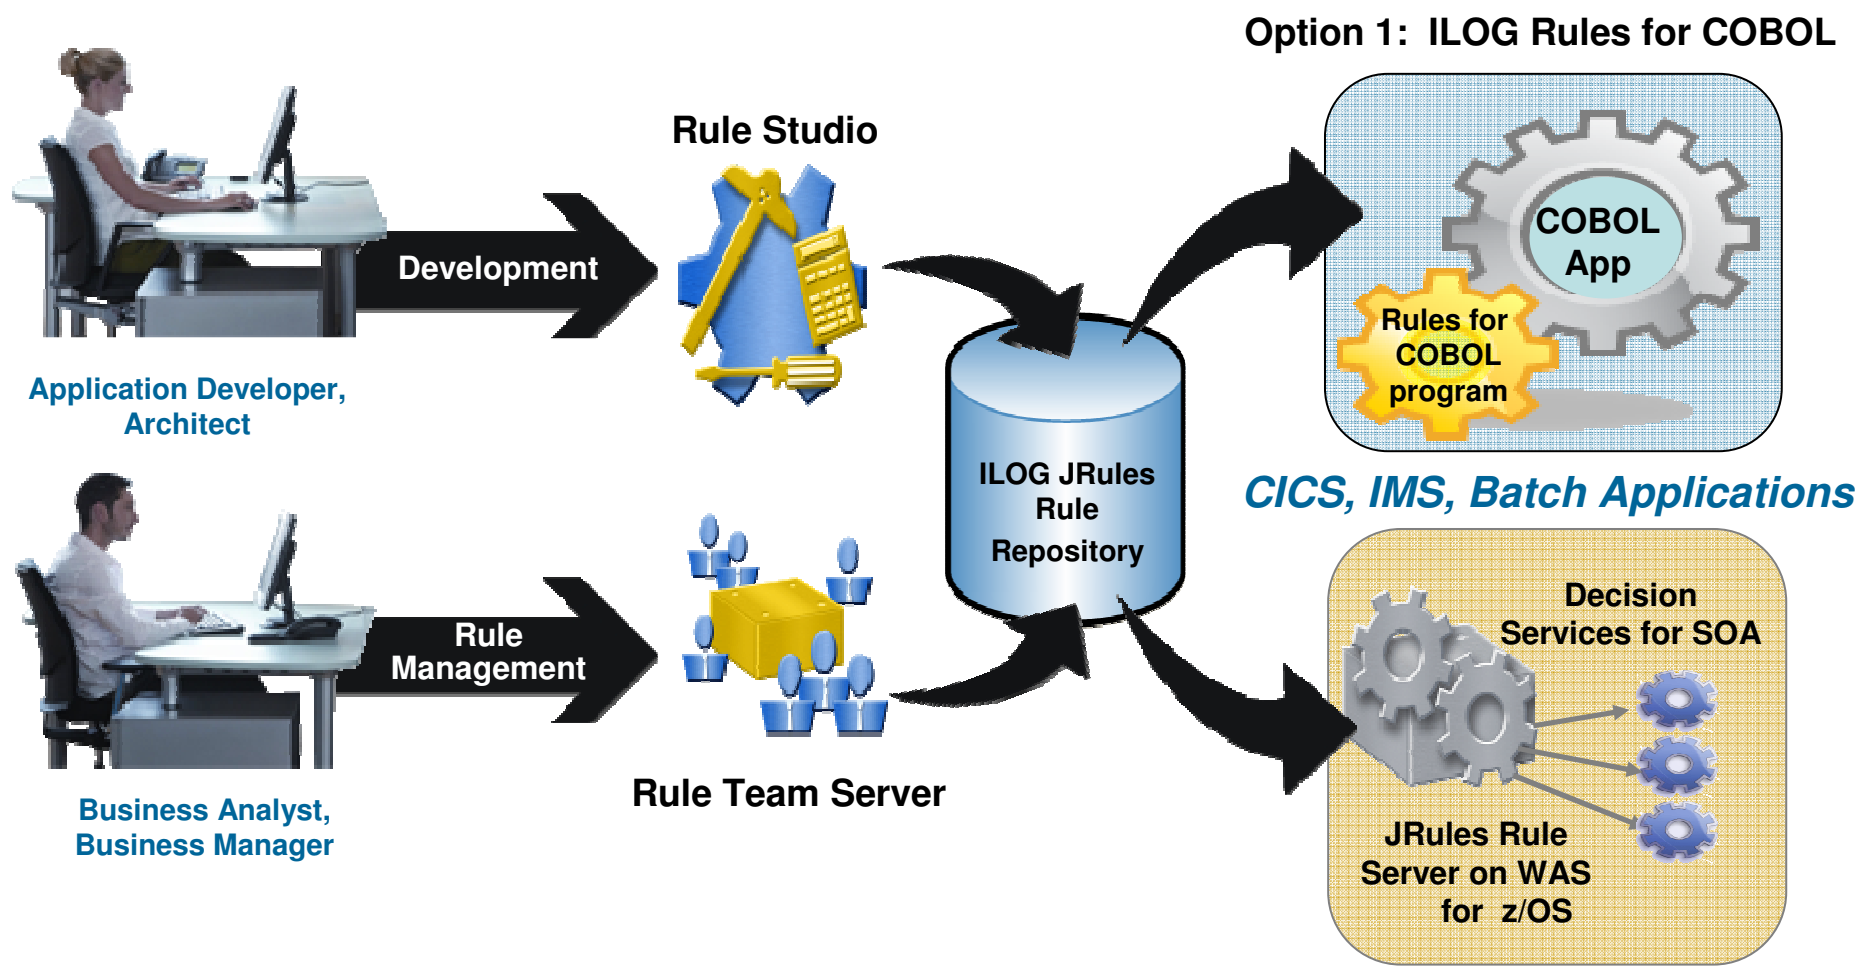 Option 1: ILOG Rules for COBOL
Rule Studio
Development
Application Developer,
Architect
COBOL
App
Rules for
COBOL
program
ILOG JRules
Rule
Repository
CICS, IMS, Batch Applications
Rule
Management
Business Analyst,
Business Manager
Rule Team Server
Decision
Services for SOA
JRules Rule
Server on WAS
for z/OS